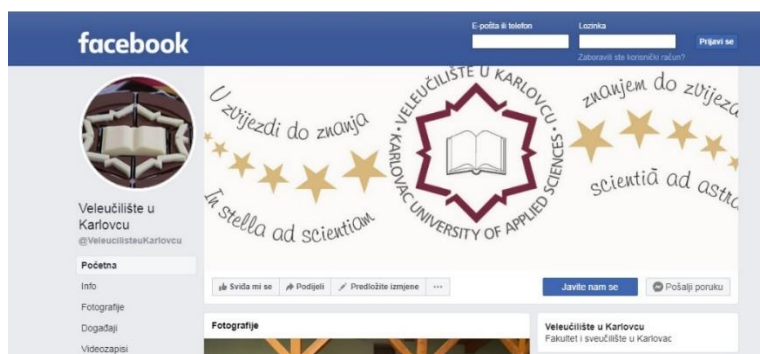 facebook
E-pošta ili telefon
Lozinka
Prijavi se
Zaboravili ste korisnički račun?
U zvijezdi do znanja
In stella ad scientiam
VELEUČILIŠTE U KARLOVCU
KARLOVAC UNIVERSITY OF APPLIED SCIENCES
znanjem do zvijezd
scientiā ad astra
Veleučilište u
Karlovcu
@VeleucilisteuKarlovcu
Početna
Info
Fotografije
Događaji
Videozapisi
Sviđa mi se
Podijeli
Predložite izmjene
Javite nam se
Pošalji poruku
Fotografije
Veleučilište u Karlovcu
Fakultet i sveučilište u Karlovac